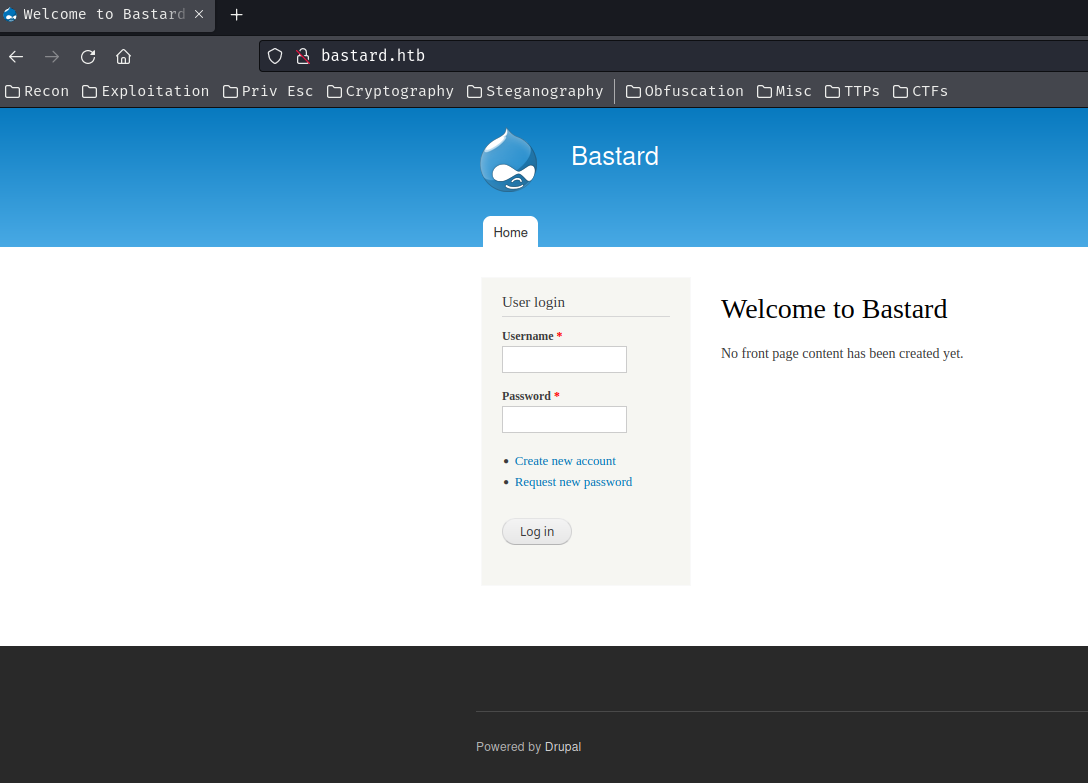 Welcome to Bastard
bastard.htb
Recon Exploitation Priv Esc Cryptography Steganography Obfuscation Misc TTPs CTFs
Bastard
Home
User login
Username *
Password *
Create new account
Request new password
Log in
Welcome to Bastard
No front page content has been created yet.
Powered by Drupal